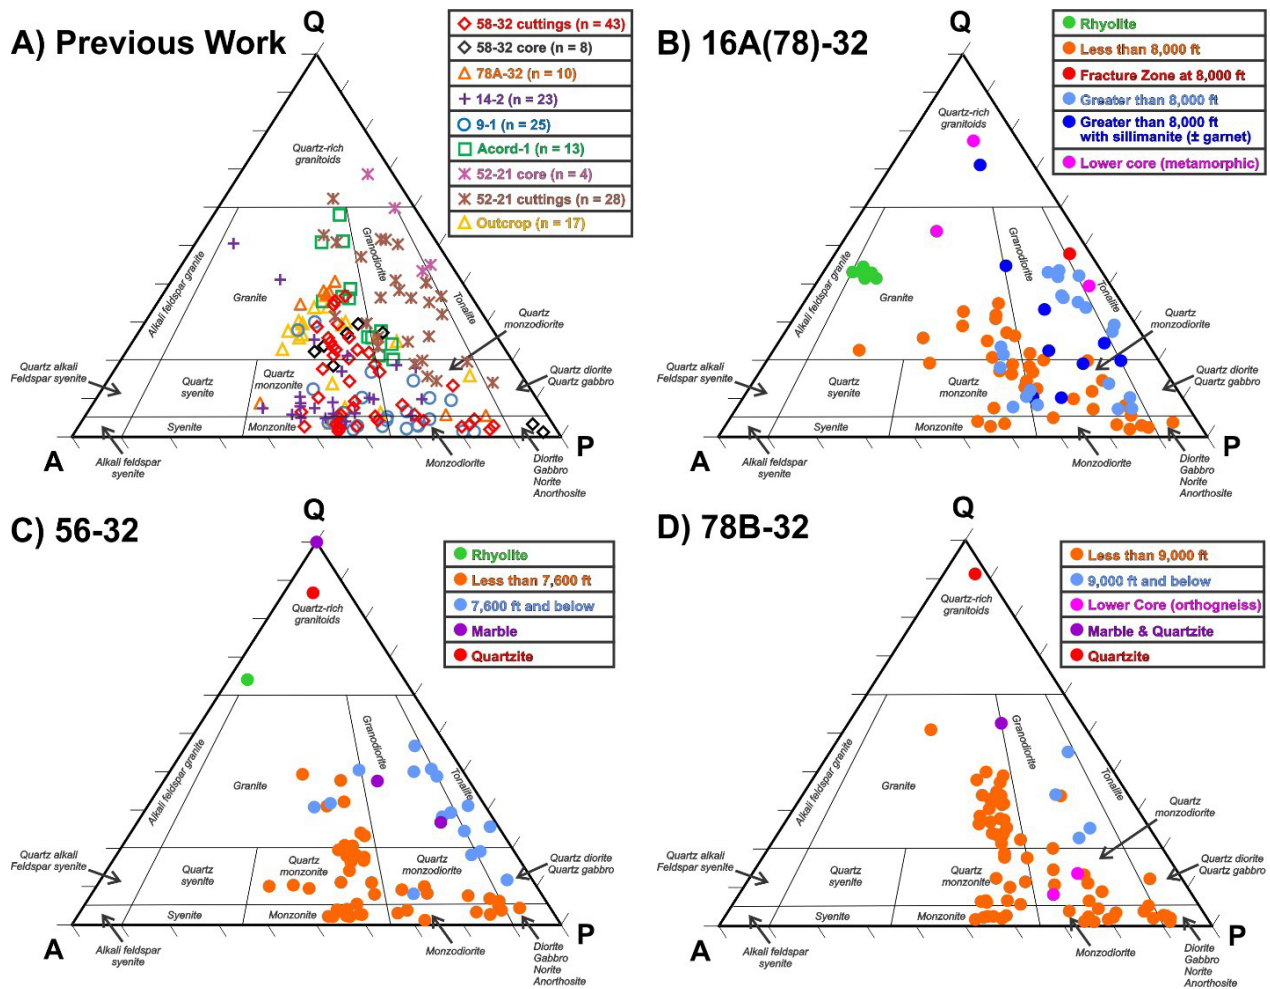 A) Previous Work
Q
58-32 cuttings (n = 43)
58-32 core (n = 8)
78A-32 (n = 10)
14-2 (n = 23)
9-1 (n = 25)
Acord-1 (n = 13)
52-21 core (n = 4)
52-21 cuttings (n = 28)
Outcrop (n = 17)
Quartz-rich
granitoids
Alkali feldspar granite
Granite
Granodiorite
Tonalite
Quartz
monzodiorite
Quartz alkali
Feldspar syenite
Quartz
syenite
Quartz
monzonite
Quartz diorite
Quartz gabbro
Syenite
Monzonite
A
P
Alkali feldspar
syenite
Monzodiorite
Diorite
Gabbro
Norite
Anorthosite
B) 16A(78)-32
Q
Rhyolite
Less than 8,000 ft
Fracture Zone at 8,000 ft
Greater than 8,000 ft
Greater than 8,000 ft
with sillimanite (± garnet)
Lower core (metamorphic)
Quartz-rich
granitoids
Alkali feldspar granite
Granite
Granodiorite
Tonalite
Quartz
monzodiorite
Quartz alkali
Feldspar syenite
Quartz
syenite
Quartz
monzonite
Quartz diorite
Quartz gabbro
Syenite
Monzonite
A
P
Alkali feldspar
syenite
Monzodiorite
Diorite
Gabbro
Norite
Anorthosite
C) 56-32
Q
Rhyolite
Less than 7,600 ft
7,600 ft and below
Marble
Quartzite
Quartz-rich
granitoids
Alkali feldspar granite
Granite
Granodiorite
Tonalite
Quartz alkali
Feldspar syenite
Quartz
syenite
Quartz
monzonite
Quartz
monzodiorite
Quartz diorite
Quartz gabbro
Syenite
Monzonite
A
P
Alkali feldspar
syenite
Monzodiorite
Diorite
Gabbro
Norite
Anorthosite
D) 78B-32
Q
Less than 9,000 ft
9,000 ft and below
Lower Core (orthogneiss)
Marble & Quartzite
Quartzite
Quartz-rich
granitoids
Alkali feldspar granite
Granite
Granodiorite
Tonalite
Quartz
monzodiorite
Quartz alkali
Feldspar syenite
Quartz
syenite
Quartz
monzonite
Quartz diorite
Quartz gabbro
Syenite
Monzonite
A
P
Alkali feldspar
syenite
Monzodiorite
Diorite
Gabbro
Norite
Anorthosite